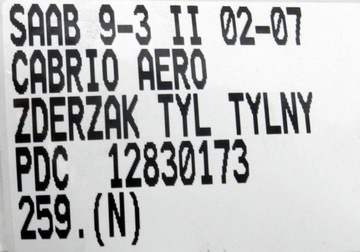 SAAB 9-3 II 02-07
CABRIO AERO
ZDERZAK TYL TYLNY
PDC 12830173
259.(N)